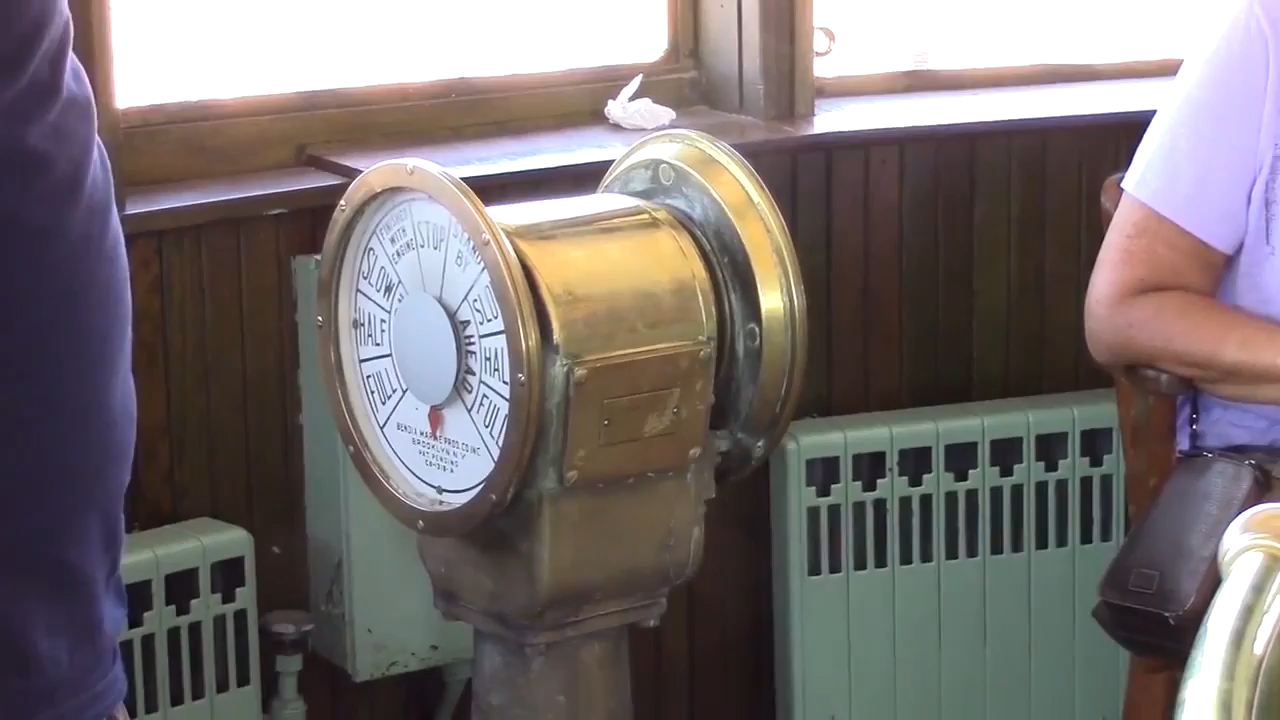 FINISHED
WITH
ENGINE
STOP
STAND
BY
SLOW
HALF
FULL
SLO
HAL
FULL
AHEAD
BENDIX MARINE PROD. CO. INC.
BROOKLYN. N.Y.
PAT. PENDING